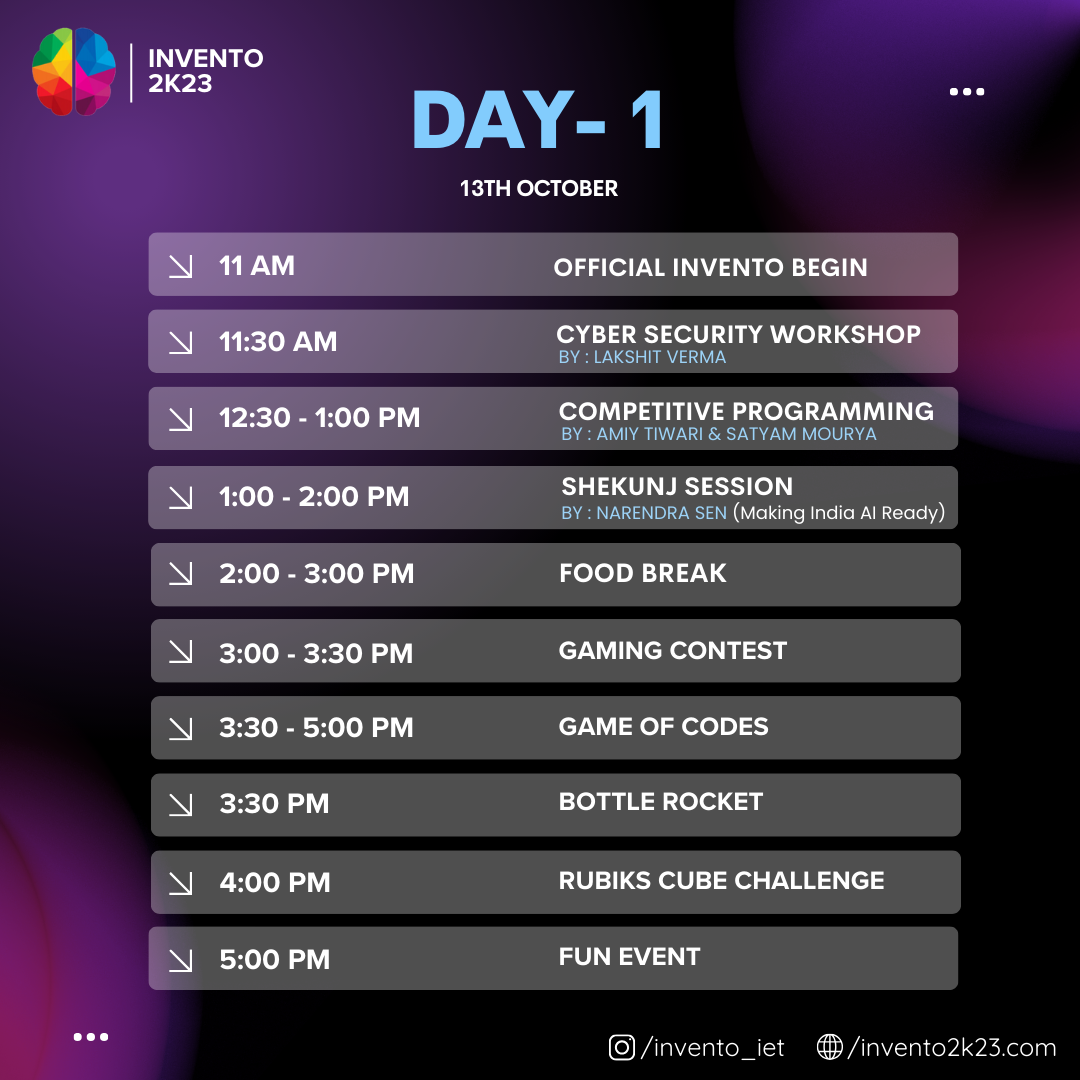 INVENTO
2K23
DAY- 1
13TH OCTOBER
11 AM OFFICIAL INVENTO BEGIN
11:30 AM CYBER SECURITY WORKSHOP
BY : LAKSHIT VERMA
12:30 - 1:00 PM COMPETITIVE PROGRAMMING
BY : AMIY TIWARI & SATYAM MOURYA
1:00 - 2:00 PM SHEKUNJ SESSION
BY : NARENDRA SEN (Making India AI Ready)
2:00 - 3:00 PM FOOD BREAK
3:00 - 3:30 PM GAMING CONTEST
3:30 - 5:00 PM GAME OF CODES
3:30 PM BOTTLE ROCKET
4:00 PM RUBIKS CUBE CHALLENGE
5:00 PM FUN EVENT
/invento_iet /invento2k23.com